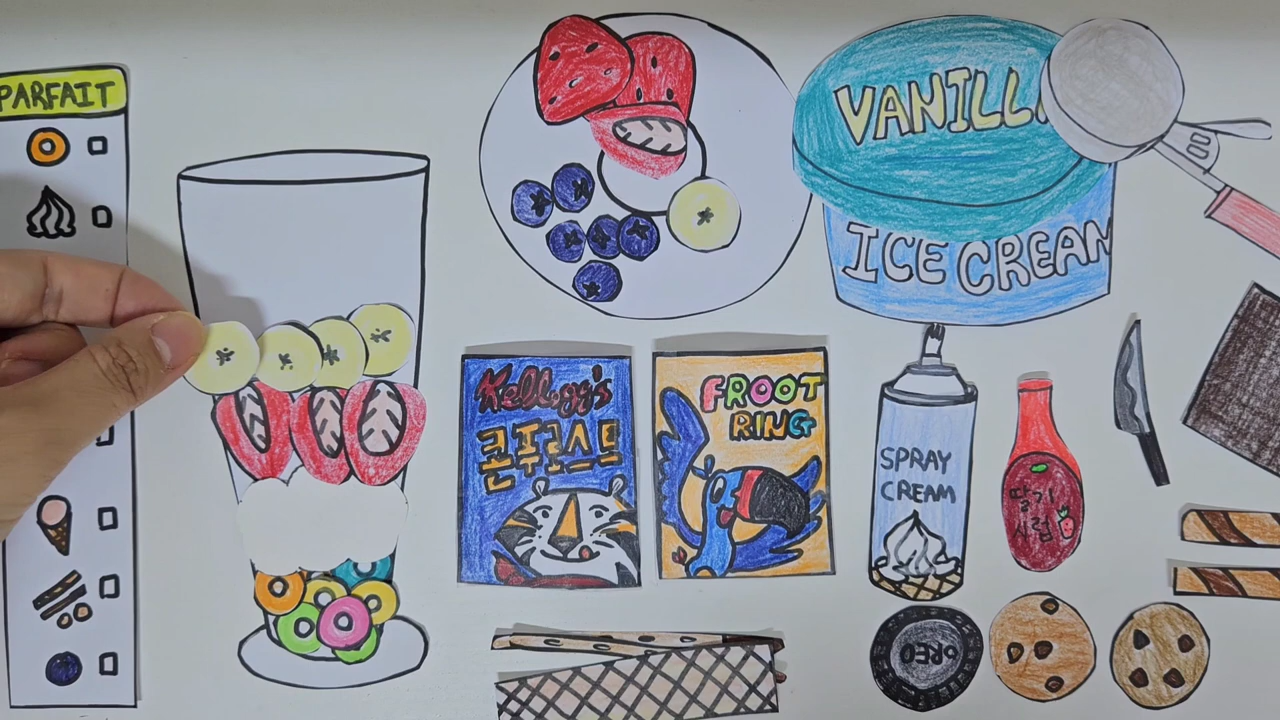 PARFAIT
VANILL
ICE CREAM
Kellogg's
콘푸로스트
FROOT
RING
SPRAY
CREAM
딸기
시럽
OREO